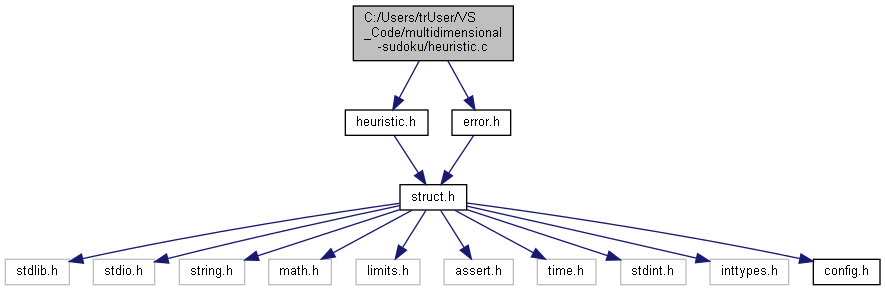 C:/Users/trUser/VS
_Code/multidimensional
-sudoku/heuristic.c
heuristic.h
error.h
struct.h
stdlib.h
stdio.h
string.h
math.h
limits.h
assert.h
time.h
stdint.h
inttypes.h
config.h